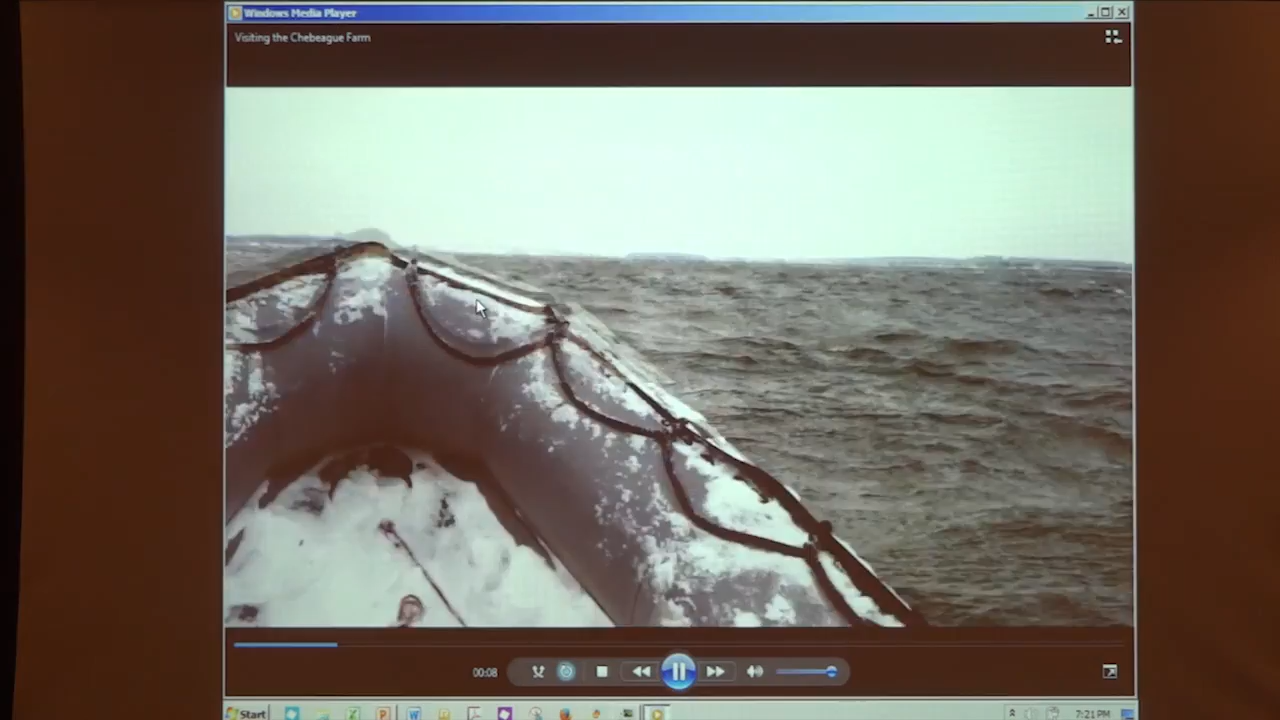 Windows Media Player
Visiting the Chebeague Farm
00:08
Start
7:21 PM